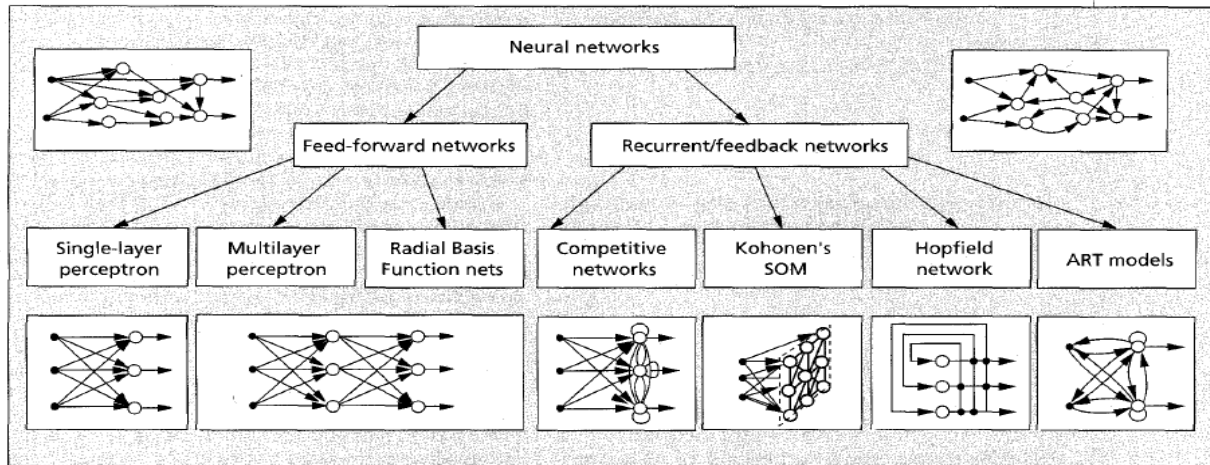 Neural networks
Feed-forward networks
Recurrent/feedback networks
Single-layer
perceptron
Multilayer
perceptron
Radial Basis
Function nets
Competitive
networks
Kohonen's
SOM
Hopfield
network
ART models